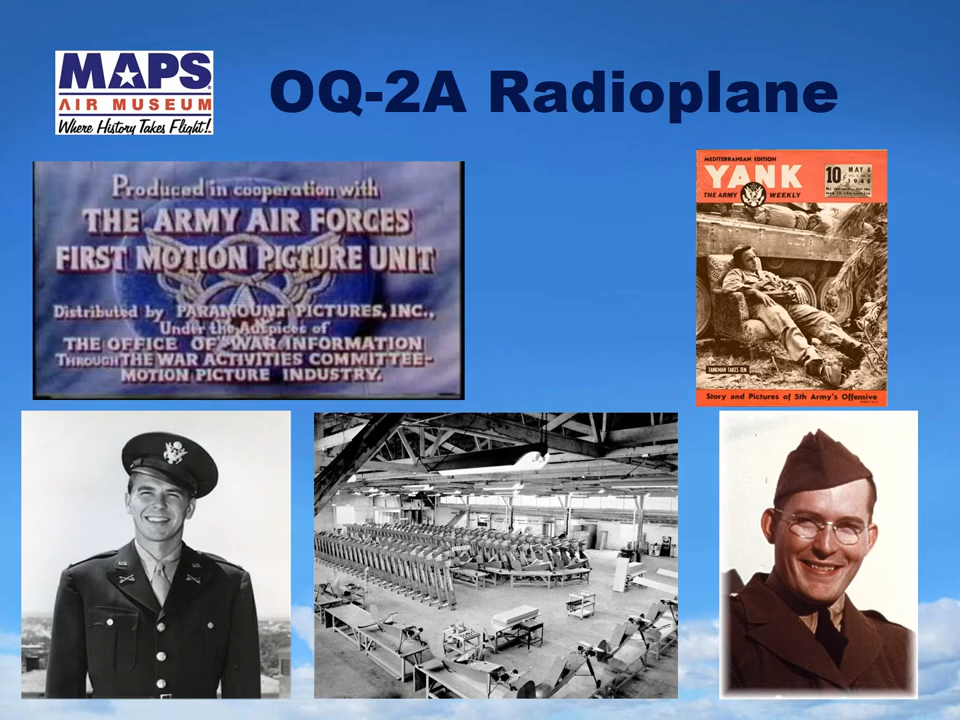 MAPS
AIR MUSEUM
Where History Takes Flight!
OQ-2A Radioplane
Produced in cooperation with
THE ARMY AIR FORCES
FIRST MOTION PICTURE UNIT
Distributed by PARAMOUNT PICTURES, INC.,
Under the Auspices of
THE OFFICE OF WAR INFORMATION
THROUGH THE WAR ACTIVITIES COMMITTEE-
MOTION PICTURE INDUSTRY.
MEDITERRANEAN EDITION
YANK
THE ARMY WEEKLY
10¢ MAY 4
1945
TANKMAN TAKES TEN
Story and Pictures of 5th Army's Offensive